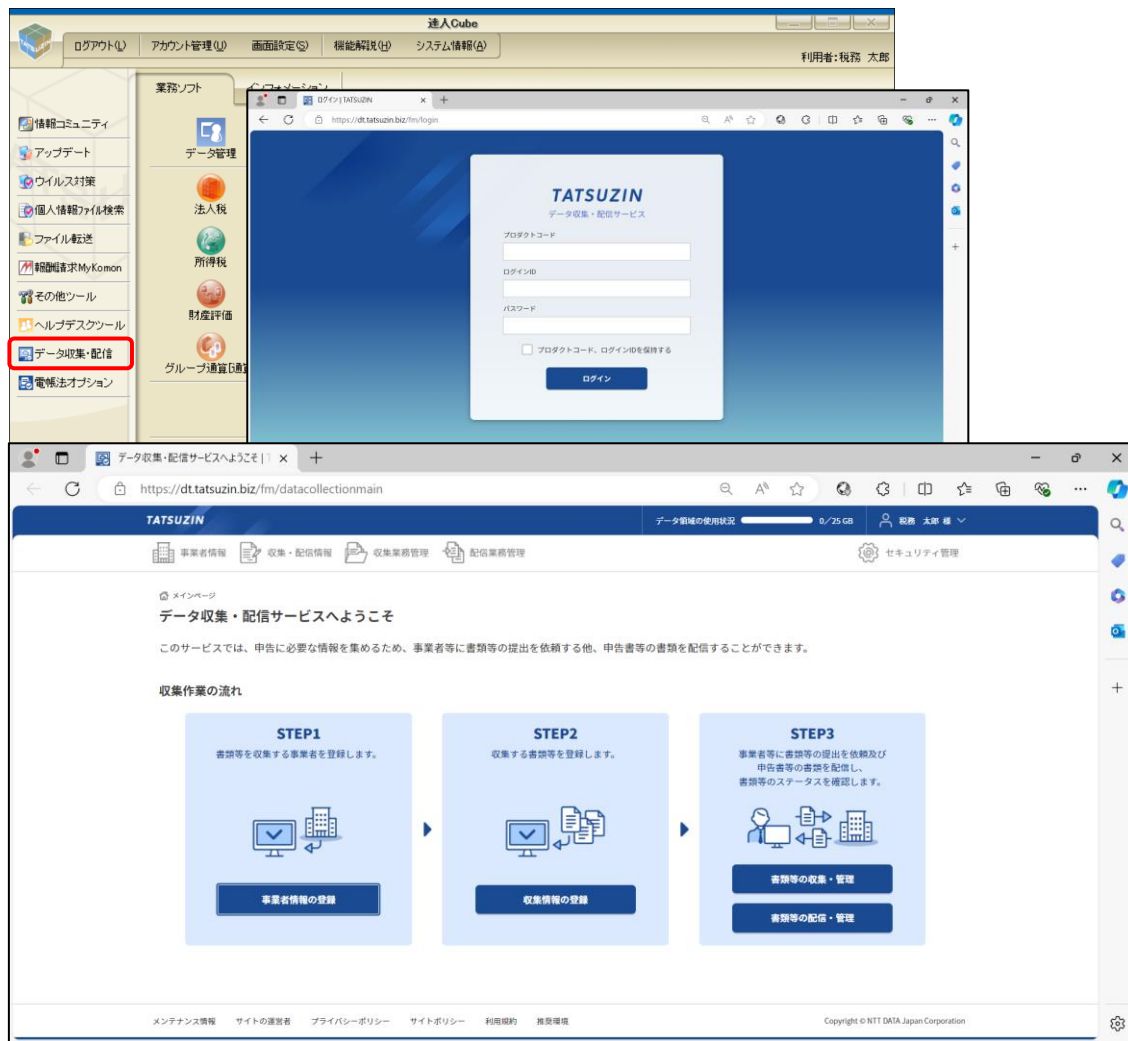 達人Cube
ログアウト(L) アカウント管理(U) 画面設定(S) 機能解説(H) システム情報(A)
利用者:税務 太郎
業務ソフト インフォメーション
情報コミュニティ
アップデート
ウイルス対策
個人情報ファイル検索
ファイル転送
報酬請求MyKomon
その他ツール
ヘルプデスクツール
データ収集・配信
電帳法オプション
データ管理
法人税
所得税
財産評価
グループ通算
ログイン | TATSUZIN
https://dt.tatsuzin.biz/fm/login
TATSUZIN
データ収集・配信サービス
プロダクトコード
ログインID
パスワード
プロダクトコード、ログインIDを保持する
ログイン
データ収集・配信サービスへようこそ | T
https://dt.tatsuzin.biz/fm/datacollectionmain
TATSUZIN
データ領域の使用状況 0/25 GB 税務 太郎 様
事業者情報 収集・配信情報 収集業務管理 配信業務管理 セキュリティ管理
メインページ
データ収集・配信サービスへようこそ
このサービスでは、申告に必要な情報を集めるため、事業者等に書類等の提出を依頼する他、申告書等の書類を配信することができます。
収集作業の流れ
STEP1
書類等を収集する事業者を登録します。
事業者情報の登録
STEP2
収集する書類等を登録します。
収集情報の登録
STEP3
事業者等に書類等の提出を依頼及び
申告書等の書類を配信し、
書類等のステータスを確認します。
書類等の収集・管理
書類等の配信・管理
メンテナンス情報 サイトの運営者 プライバシーポリシー サイトポリシー 利用規約 推奨環境
Copyright © NTT DATA Japan Corporation